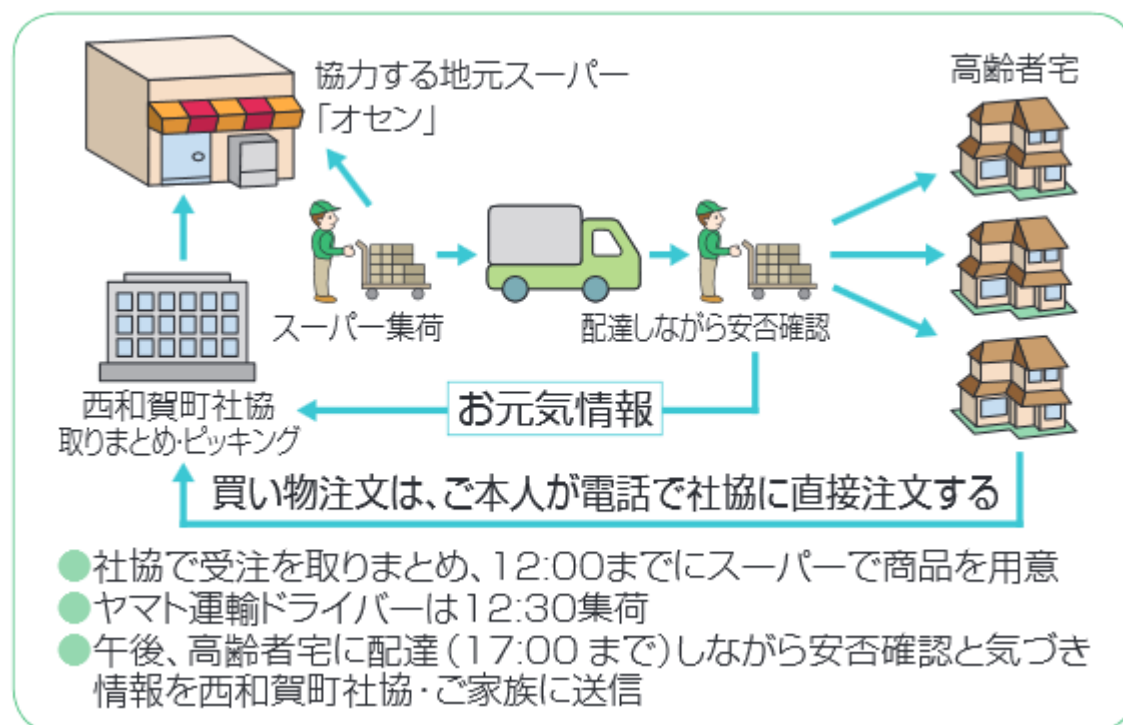 協力する地元スーパー
「オセン」
高齢者宅
スーパー集荷
配達しながら安否確認
西和賀町社協
取りまとめ・ピッキング
お元気情報
買い物注文は、ご本人が電話で社協に直接注文する
●社協で受注を取りまとめ、12:00までにスーパーで商品を用意
●ヤマト運輸ドライバーは12:30集荷
●午後、高齢者宅に配達(17:00 まで)しながら安否確認と気づき
情報を西和賀町社協・ご家族に送信